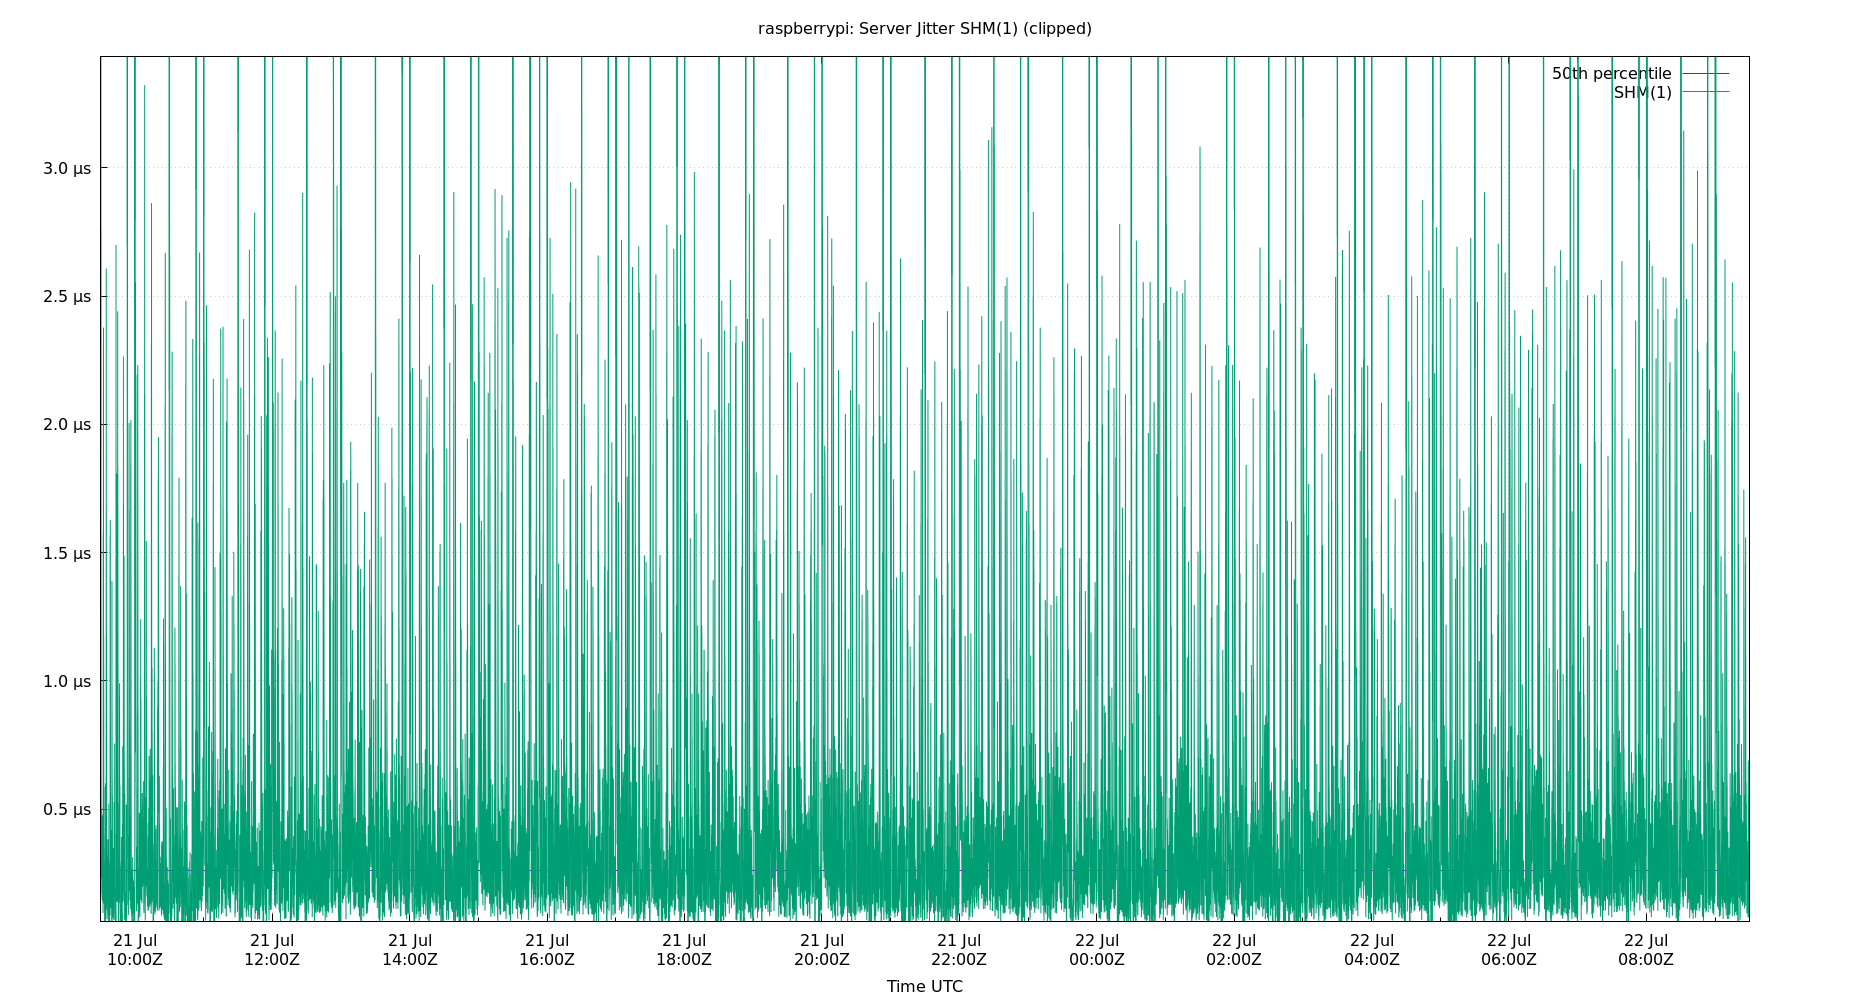 raspberrypi: Server Jitter SHM(1) (clipped)
50th percentile
SHM(1)
3.0 µs
2.5 µs
2.0 µs
1.5 µs
1.0 µs
0.5 µs
21 Jul 21 Jul 21 Jul 21 Jul 21 Jul 21 Jul 21 Jul 22 Jul 22 Jul 22 Jul 22 Jul 22 Jul
10:00Z 12:00Z 14:00Z 16:00Z 18:00Z 20:00Z 22:00Z 00:00Z 02:00Z 04:00Z 06:00Z 08:00Z
Time UTC